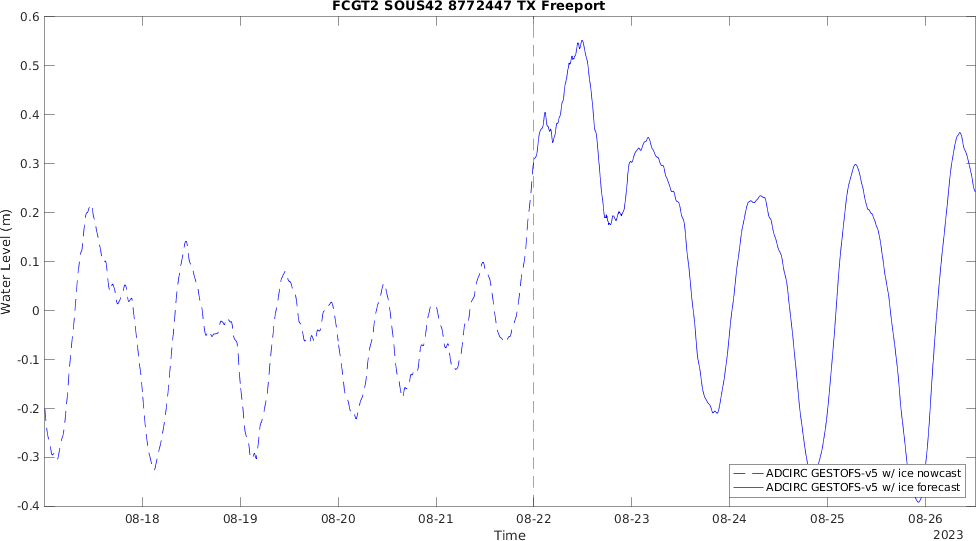 FCGT2 SOUS42 8772447 TX Freeport
0.6
0.5
0.4
0.3
0.2
0.1
0
-0.1
-0.2
-0.3
-0.4
Water Level (m)
ADCIRC GESTOFS-v5 w/ ice nowcast
ADCIRC GESTOFS-v5 w/ ice forecast
08-18 08-19 08-20 08-21 08-22 08-23 08-24 08-25 08-26
Time
2023